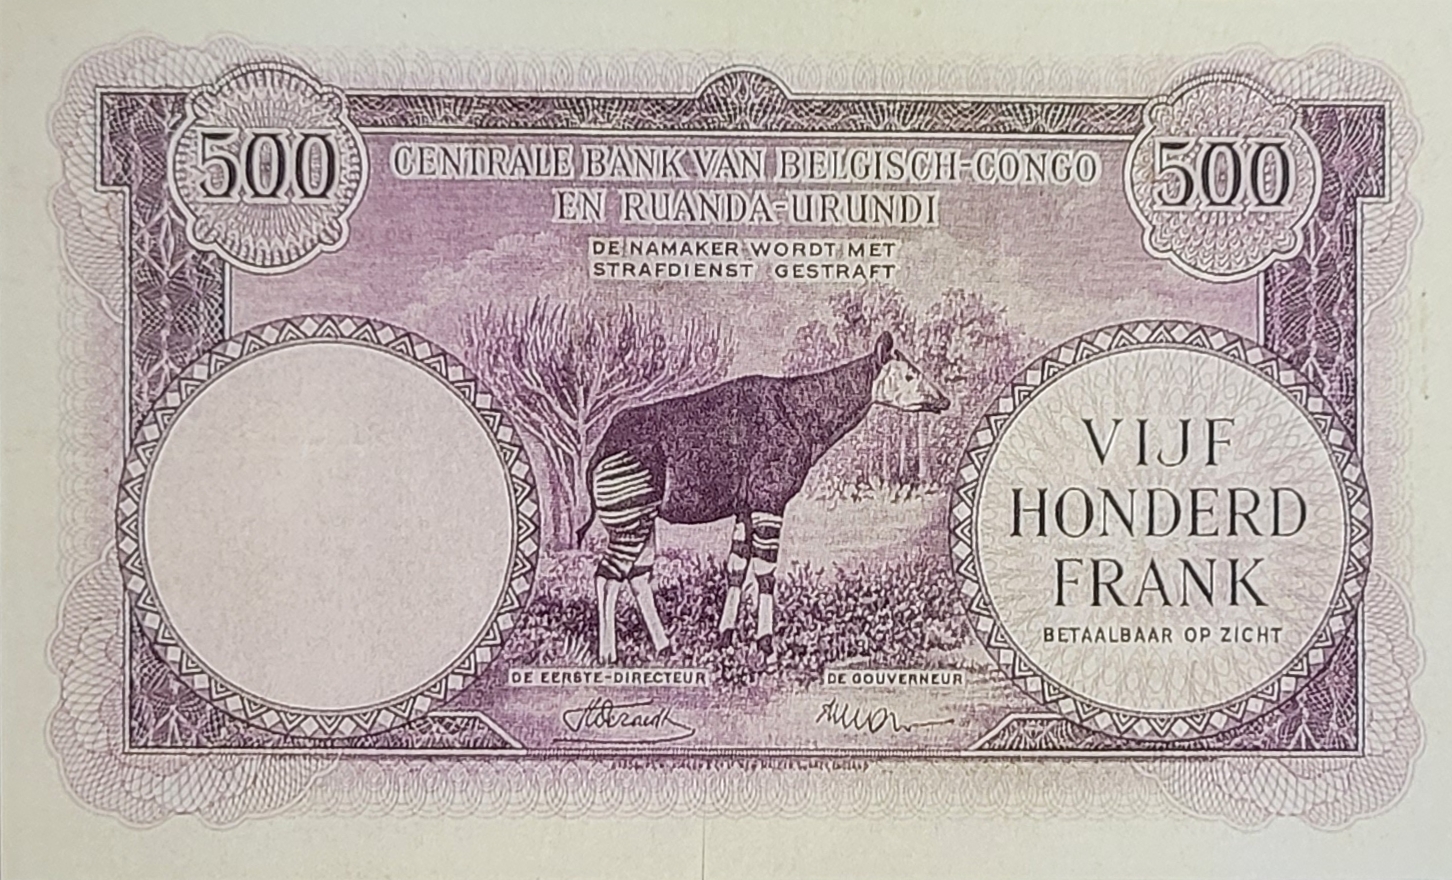 500
500
CENTRALE BANK VAN BELGISCH-CONGO
EN RUANDA-URUNDI
DE NAMAKER WORDT MET
STRAFDIENST GESTRAFT
VIJF
HONDERD
FRANK
BETAALBAAR OP ZICHT
DE EERSTE-DIRECTEUR
DE GOUVERNEUR